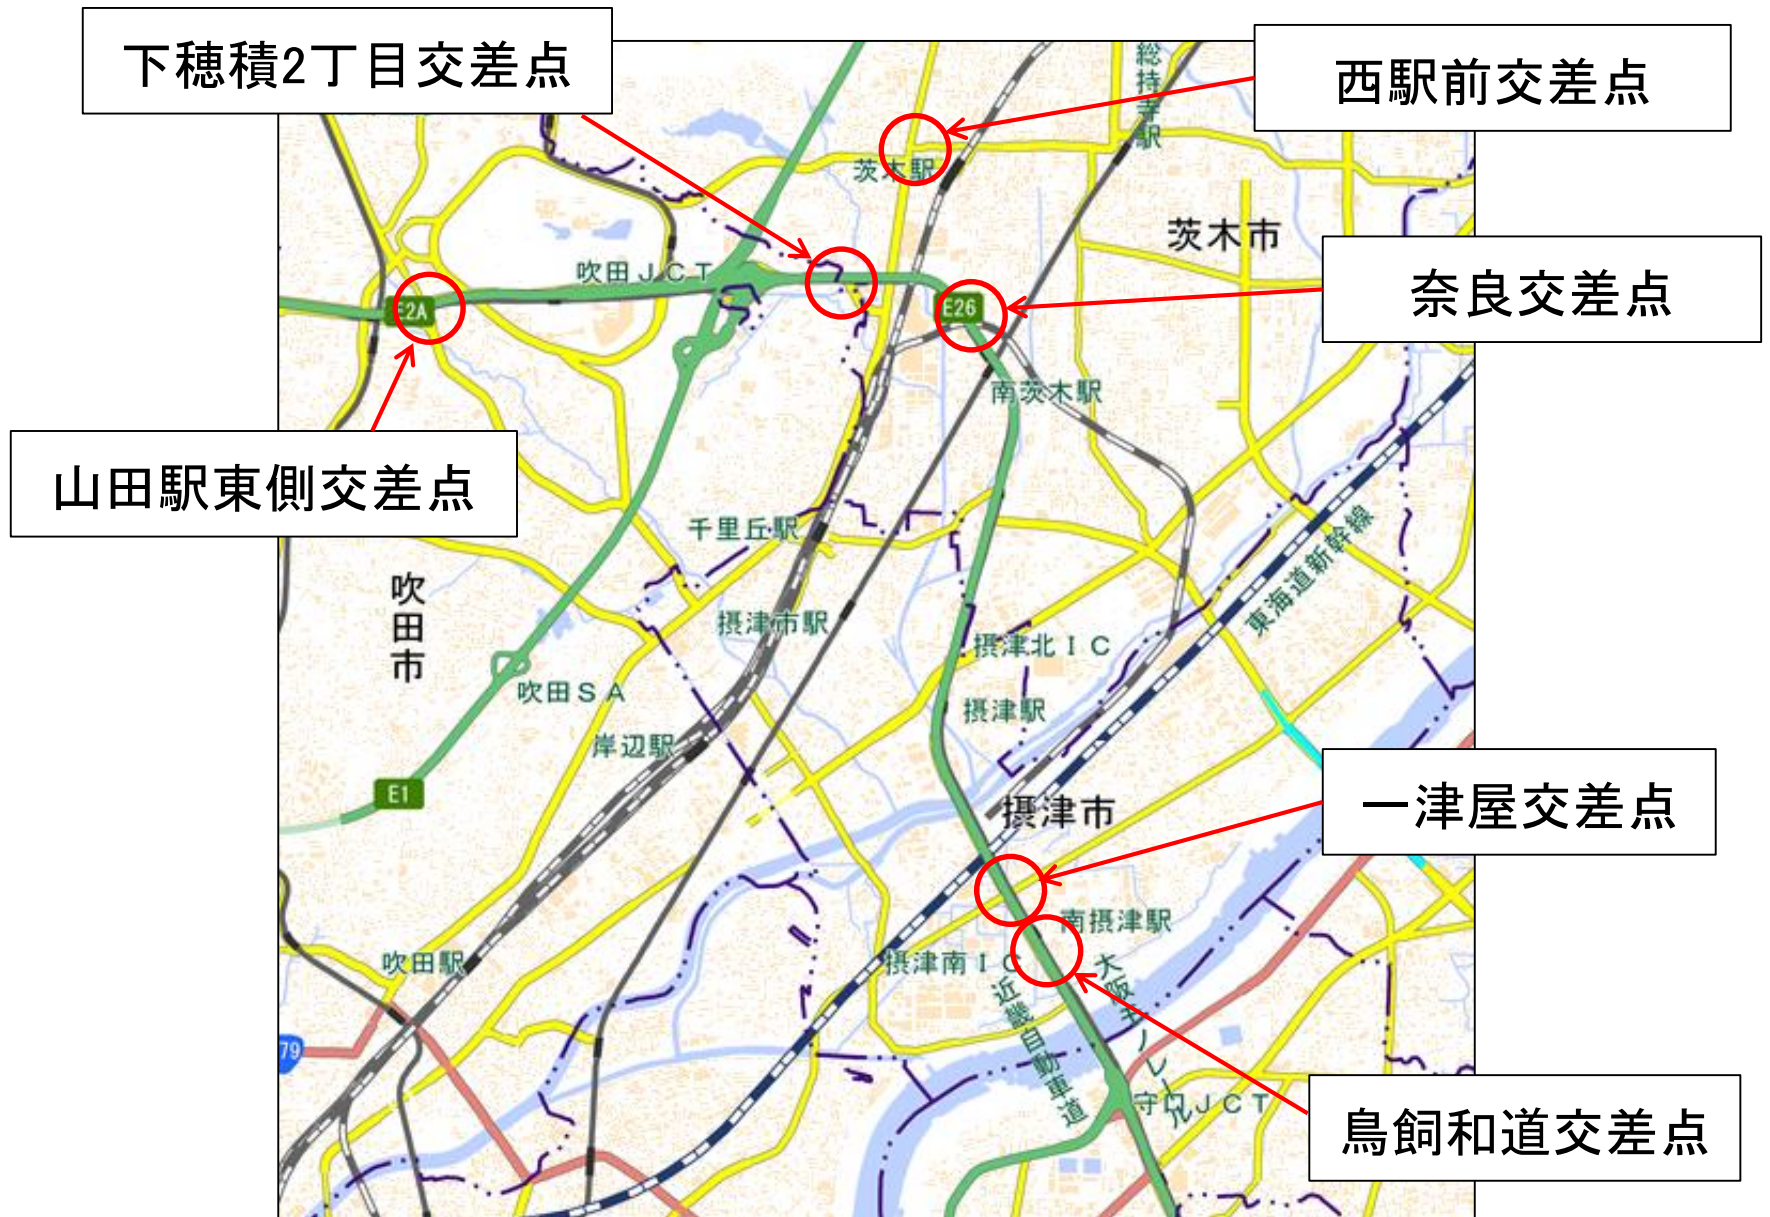 下穂積2丁目交差点
西駅前交差点
総持寺駅
茨木駅
茨木市
奈良交差点
吹田JCT
E2A
E26
南茨木駅
山田駅東側交差点
千里丘駅
東海道新幹線
吹田市
摂津市駅
摂津北IC
吹田SA
摂津駅
岸辺駅
E1
摂津市
一津屋交差点
南摂津駅
吹田駅
摂津南IC
大阪モノレール
近畿自動車道
79
守口JCT
鳥飼和道交差点